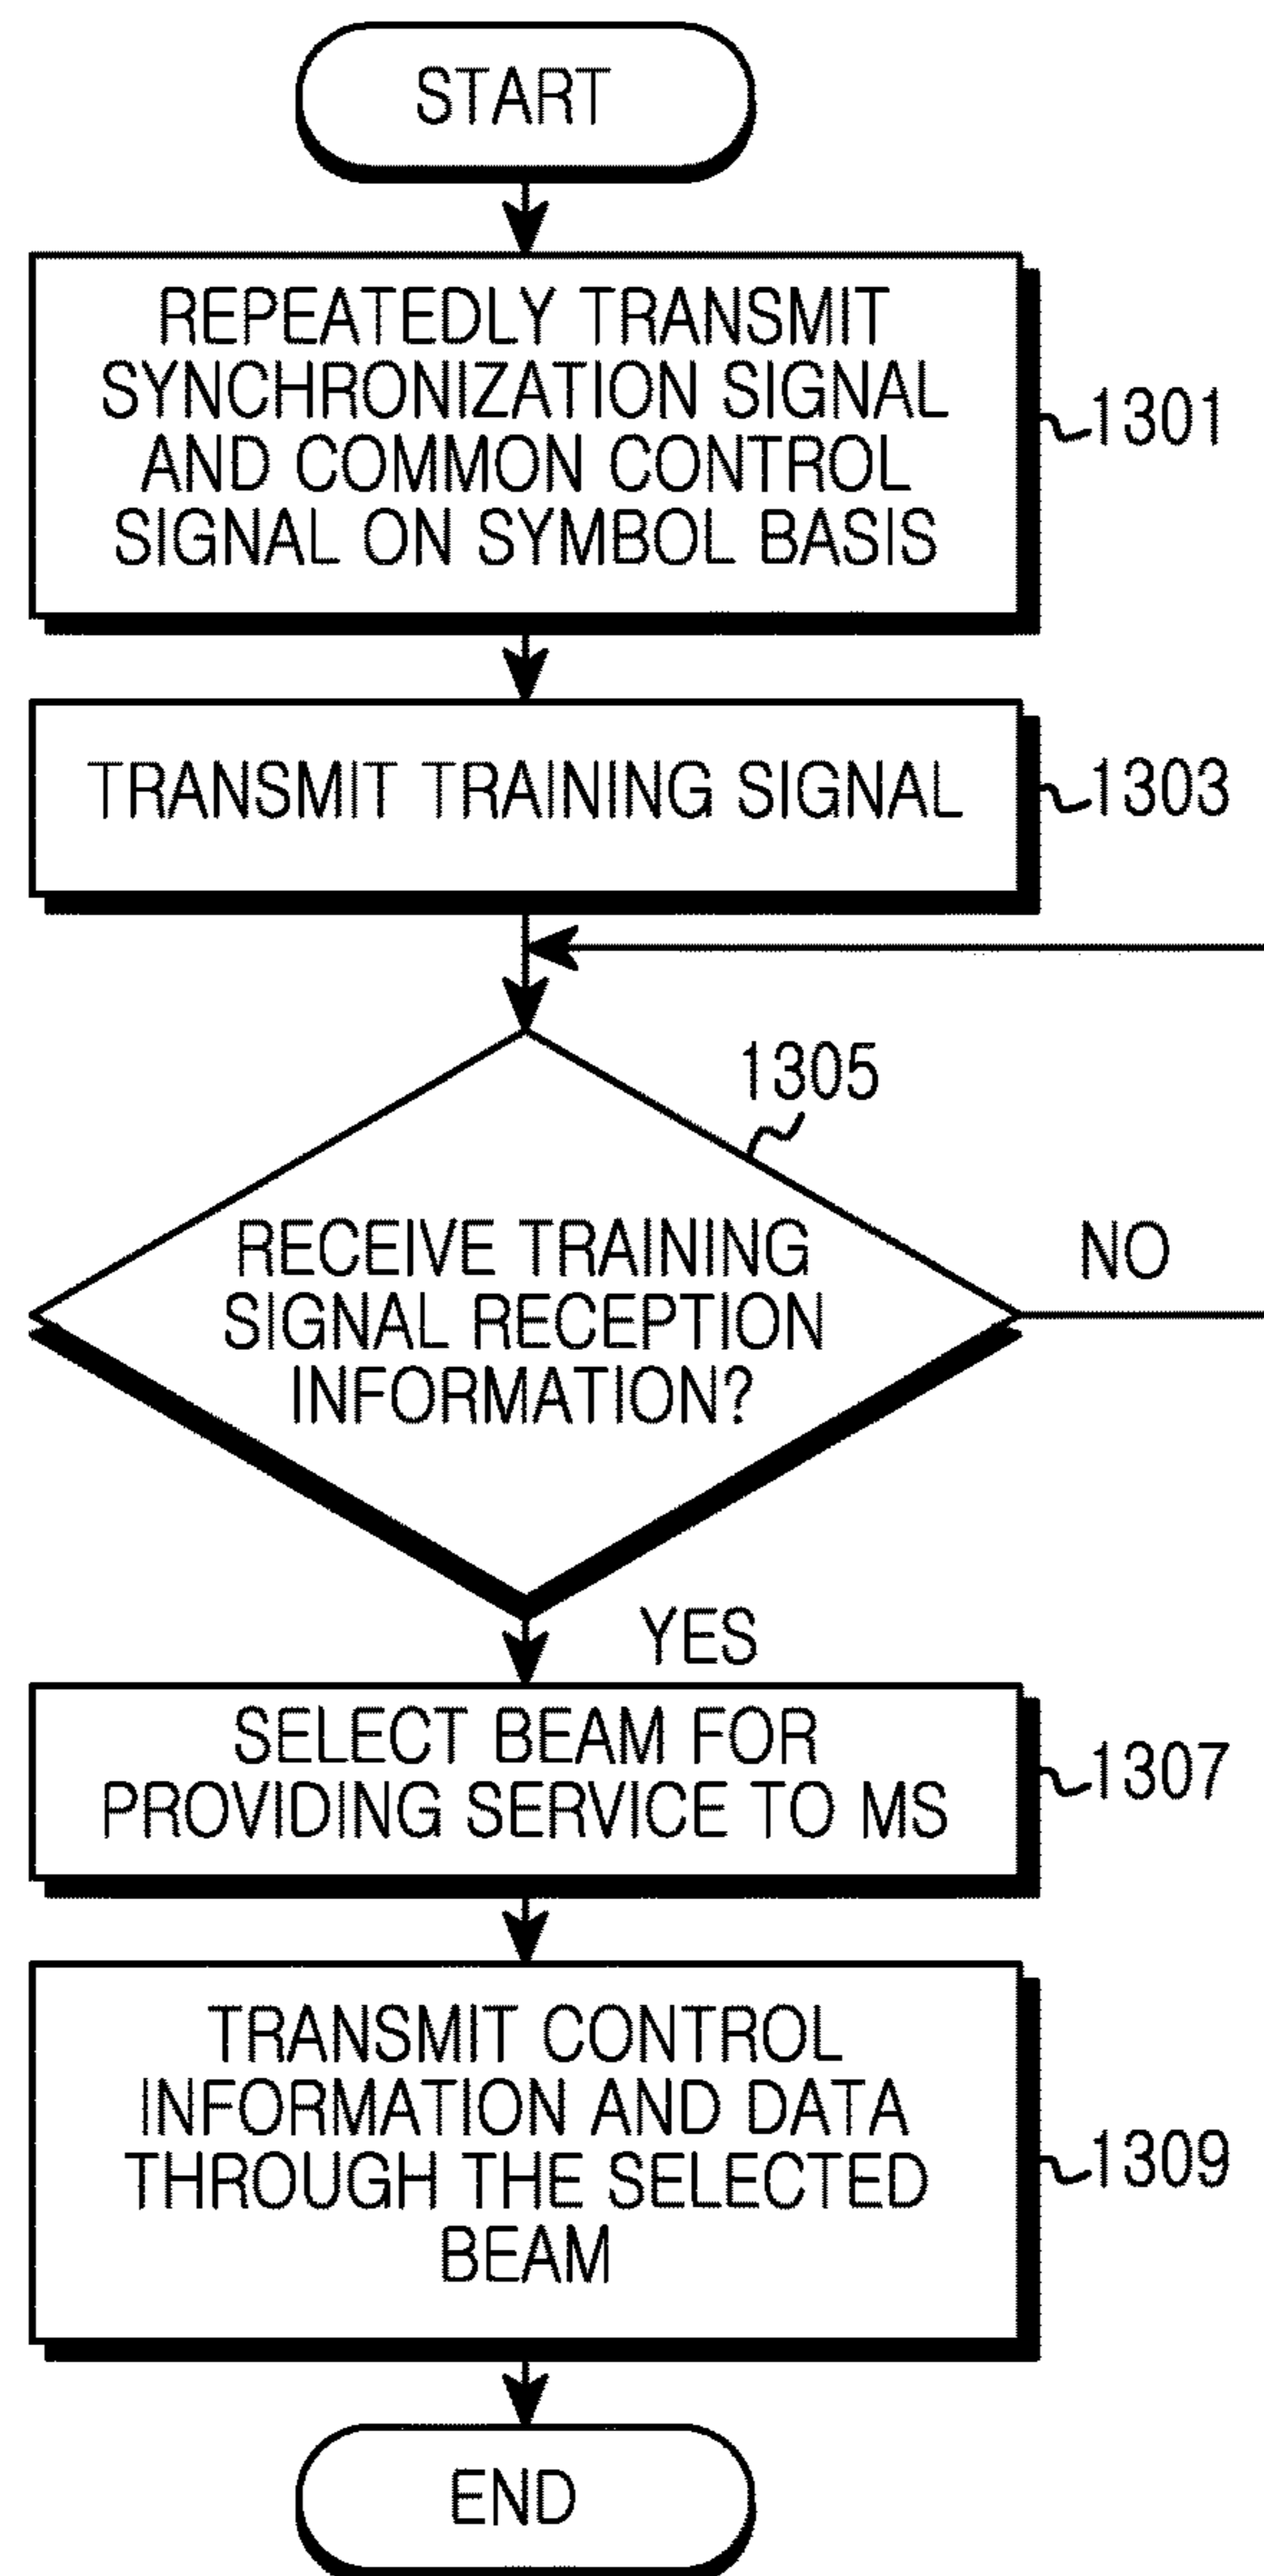 START
REPEATEDLY TRANSMIT
SYNCHRONIZATION SIGNAL
AND COMMON CONTROL
SIGNAL ON SYMBOL BASIS
1301
TRANSMIT TRAINING SIGNAL
1303
1305
RECEIVE TRAINING
SIGNAL RECEPTION
INFORMATION?
NO
YES
SELECT BEAM FOR
PROVIDING SERVICE TO MS
1307
TRANSMIT CONTROL
INFORMATION AND DATA
THROUGH THE SELECTED
BEAM
1309
END